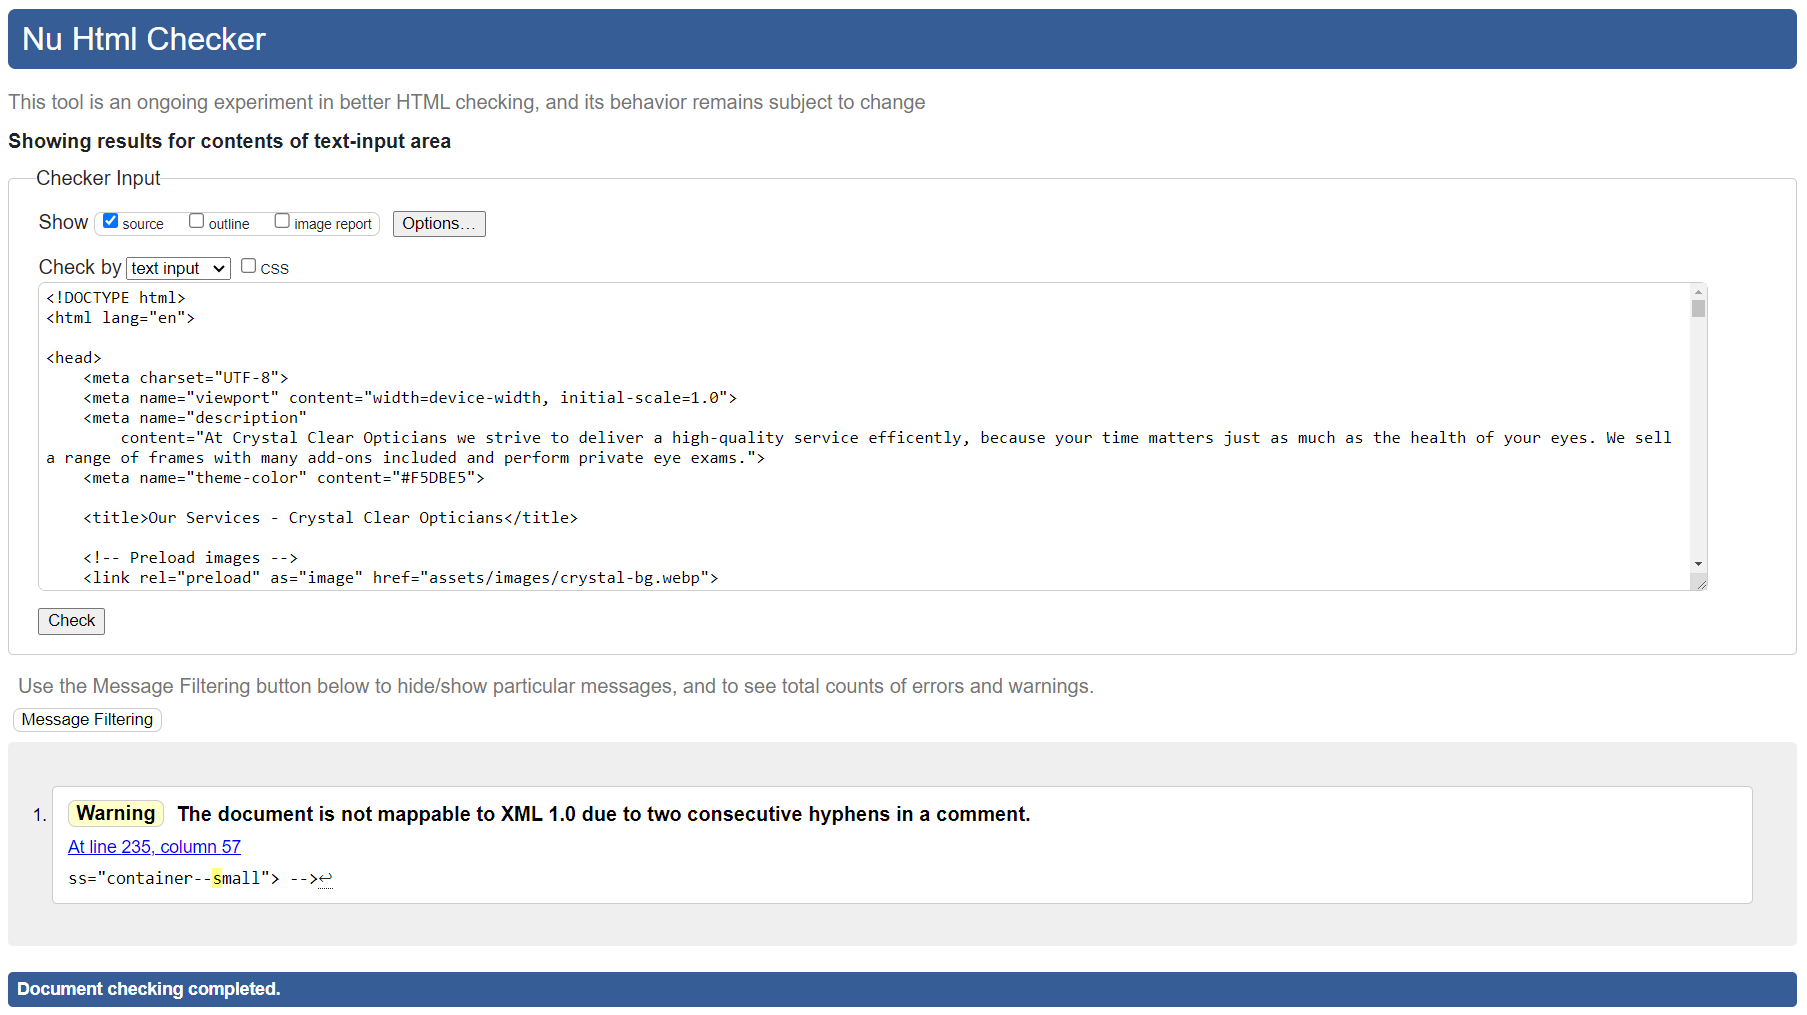 Nu Html Checker
This tool is an ongoing experiment in better HTML checking, and its behavior remains subject to change
Showing results for contents of text-input area
Checker Input
Show source outline image report Options…
Check by text input CSS
<!DOCTYPE html>
<html lang="en">
<head>
<meta charset="UTF-8">
<meta name="viewport" content="width=device-width, initial-scale=1.0">
<meta name="description"
content="At Crystal Clear Opticians we strive to deliver a high-quality service efficently, because your time matters just as much as the health of your eyes. We sell
a range of frames with many add-ons included and perform private eye exams.">
<meta name="theme-color" content="#F5DBE5">
<title>Our Services - Crystal Clear Opticians</title>
<!-- Preload images -->
<link rel="preload" as="image" href="assets/images/crystal-bg.webp">
Check
Use the Message Filtering button below to hide/show particular messages, and to see total counts of errors and warnings.
Message Filtering
1. Warning The document is not mappable to XML 1.0 due to two consecutive hyphens in a comment.
At line 235, column 57
ss="container--small"> -->↩
Document checking completed.